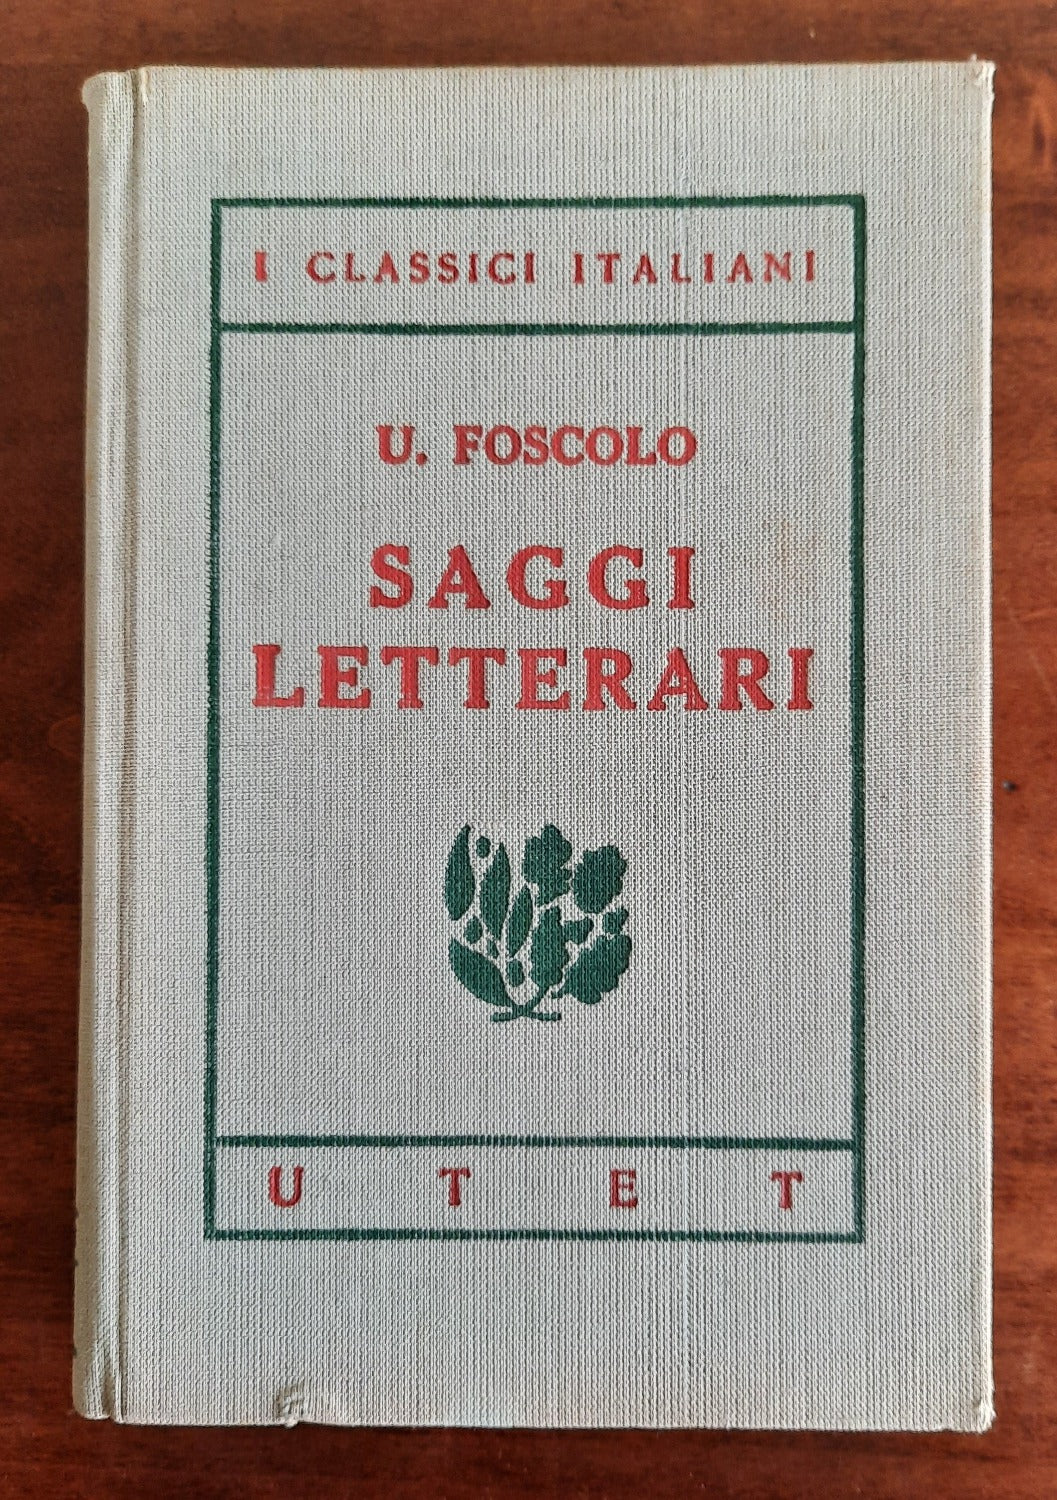 I CLASSICI ITALIANI
U. FOSCOLO
SAGGI
LETTERARI
U T E T